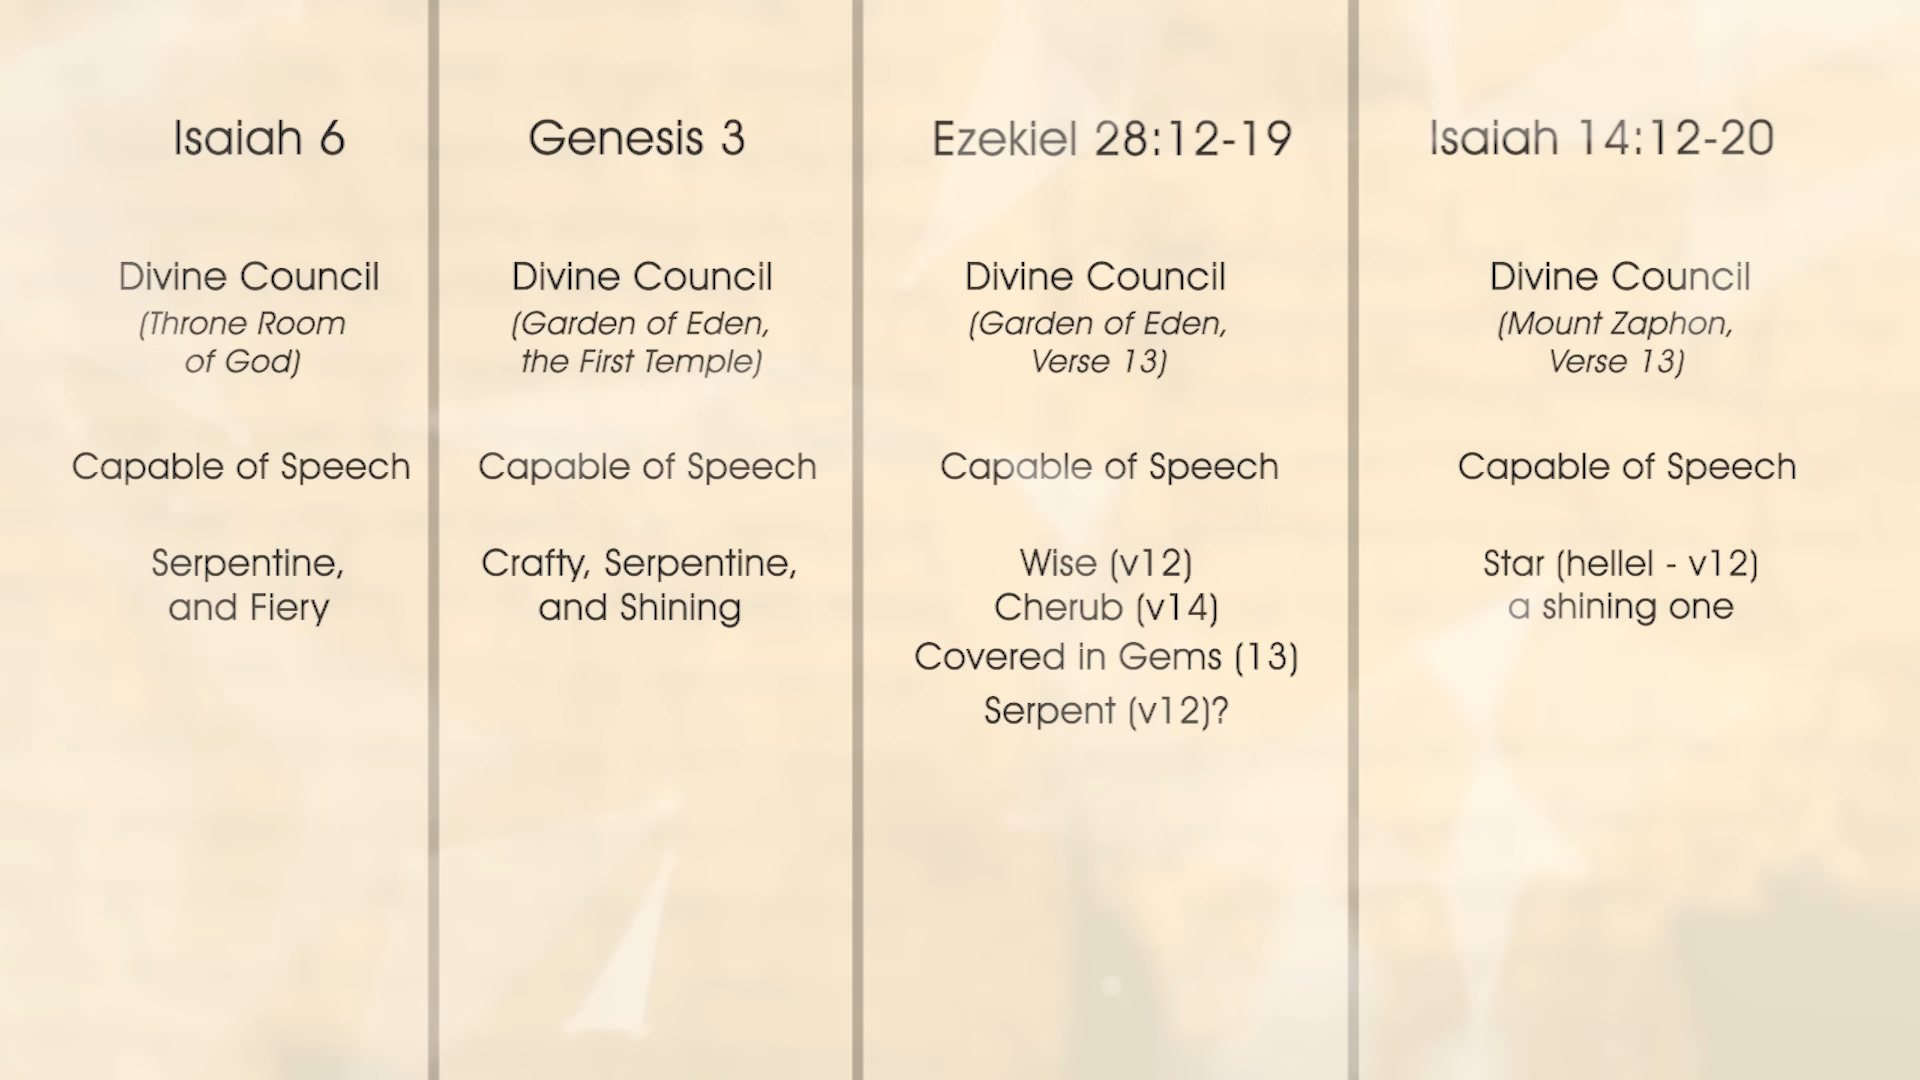 Isaiah 6
Divine Council
(Throne Room
of God)
Capable of Speech
Serpentine,
and Fiery
Genesis 3
Divine Council
(Garden of Eden,
the First Temple)
Capable of Speech
Crafty, Serpentine,
and Shining
Ezekiel 28:12-19
Divine Council
(Garden of Eden,
Verse 13)
Capable of Speech
Wise (v12)
Cherub (v14)
Covered in Gems (13)
Serpent (v12)?
Isaiah 14:12-20
Divine Council
(Mount Zaphon,
Verse 13)
Capable of Speech
Star (hellel - v12)
a shining one